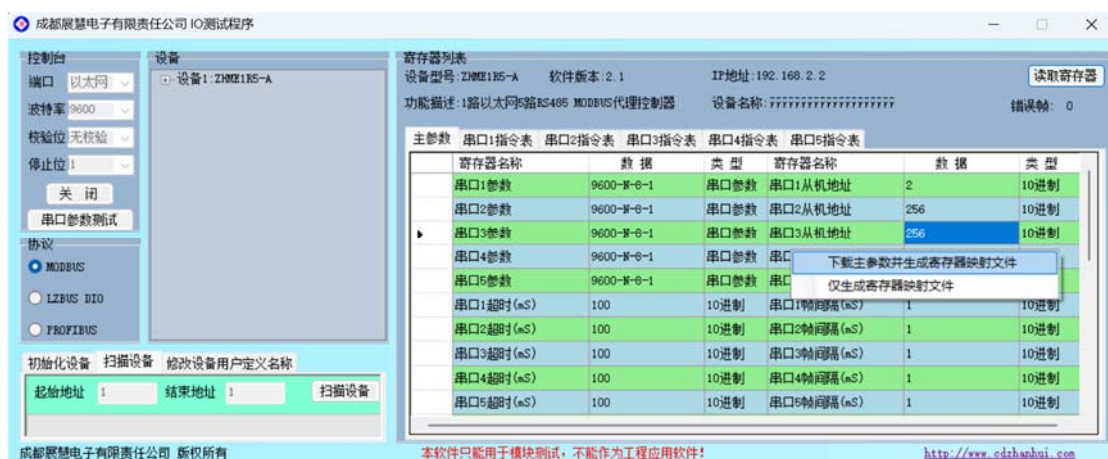 成都展慧电子有限责任公司 IO测试程序
控制台
端口 以太网
波特率 9600
校验位 无校验
停止位 1
关 闭
串口参数测试
协议
MODBUS
LZBUS DIO
PROFIBUS
设备
设备1:ZHME1R5-A
初始化设备 扫描设备 修改设备用户定义名称
起始地址 1 结束地址 1 扫描设备
寄存器列表
设备型号:ZHME1R5-A 软件版本:2.1 IP地址:192.168.2.2 读取寄存器
功能描述:1路以太网5路RS485 MODBUS代理控制器 设备名称: 错误帧: 0
主参数 串口1指令表 串口2指令表 串口3指令表 串口4指令表 串口5指令表
寄存器名称 数 据 类 型 寄存器名称 数 据 类 型
串口1参数 9600-N-8-1 串口参数 串口1从机地址 2 10进制
串口2参数 9600-N-8-1 串口参数 串口2从机地址 256 10进制
串口3参数 9600-N-8-1 串口参数 串口3从机地址 256 10进制
串口4参数 9600-N-8-1 串口参数
串口5参数 9600-N-8-1 串口参数
下载主参数并生成寄存器映射文件
仅生成寄存器映射文件
串口1超时(mS) 100 10进制 串口1帧间隔(mS) 1 10进制
串口2超时(mS) 100 10进制 串口2帧间隔(mS) 1 10进制
串口3超时(mS) 100 10进制 串口3帧间隔(mS) 1 10进制
串口4超时(mS) 100 10进制 串口4帧间隔(mS) 1 10进制
串口5超时(mS) 100 10进制 串口5帧间隔(mS) 1 10进制
成都展慧电子有限责任公司 版权所有 本软件只能用于模块测试，不能作为工程应用软件! http://www.cdzhanhui.com